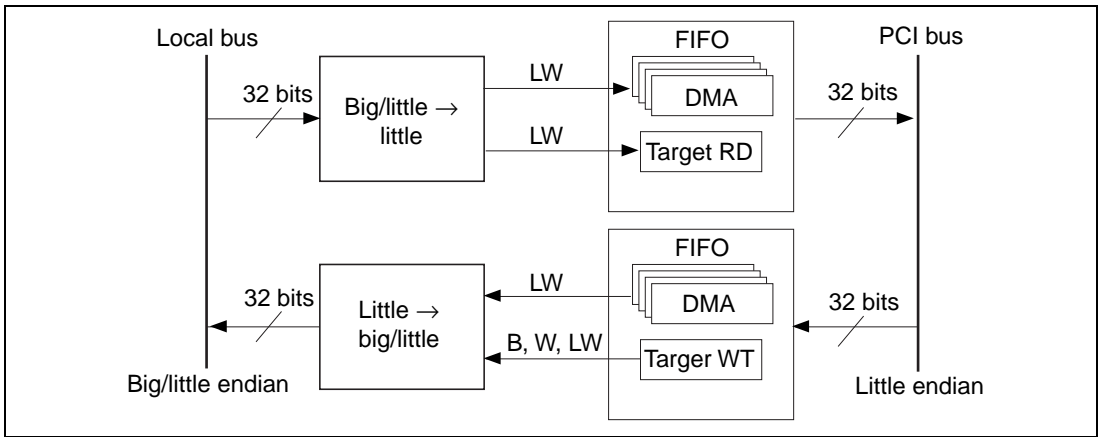 Local bus
FIFO
PCI bus
32 bits
Big/little →
little
LW
LW
DMA
Target RD
32 bits
FIFO
32 bits
Little →
big/little
LW
B, W, LW
DMA
Targer WT
32 bits
Big/little endian
Little endian